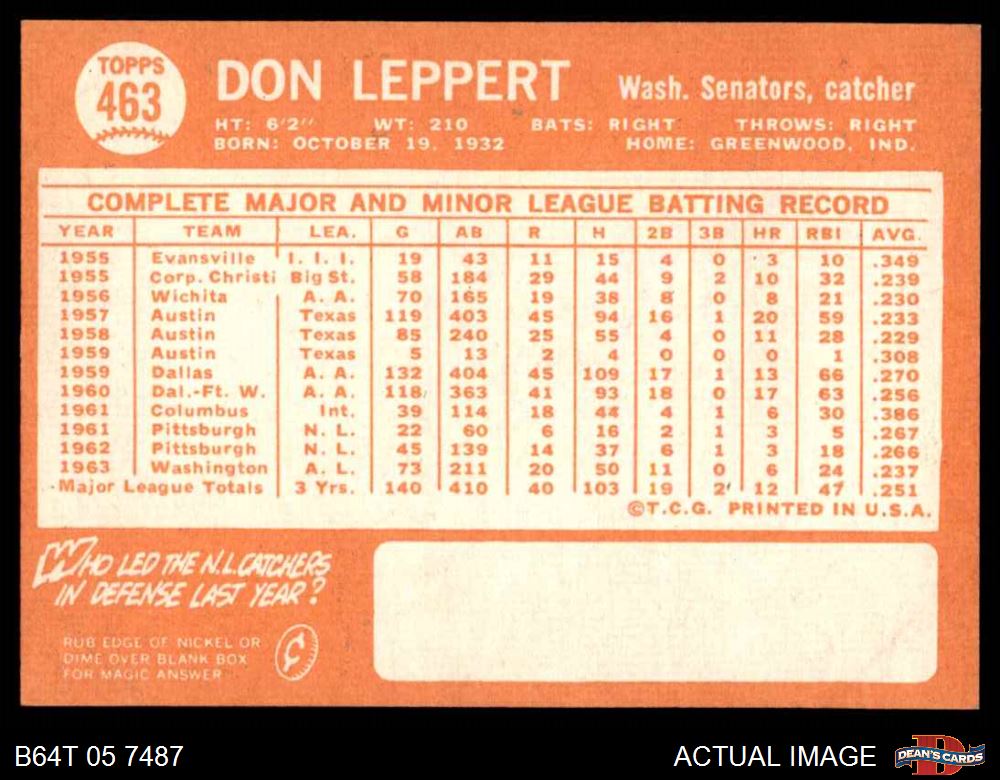 TOPPS
463
DON LEPPERT Wash. Senators, catcher
HT: 6'2" WT: 210 BATS: RIGHT THROWS: RIGHT
BORN: OCTOBER 19, 1932 HOME: GREENWOOD, IND.
COMPLETE MAJOR AND MINOR LEAGUE BATTING RECORD
YEAR TEAM LEA. G AB R H 2B 3B HR RBI AVG.
1955 Evansville I. I. I. 19 43 11 15 4 0 3 10 .349
1955 Corp. Christi Big St. 58 184 29 44 9 2 10 32 .239
1956 Wichita A. A. 70 165 19 38 8 0 8 21 .230
1957 Austin Texas 119 403 45 94 16 1 20 59 .233
1958 Austin Texas 85 240 25 55 4 0 11 28 .229
1959 Austin Texas 5 13 2 4 0 0 0 1 .308
1959 Dallas A. A. 132 404 45 109 17 1 13 66 .270
1960 Dal.-Ft. W. A. A. 118 363 41 93 18 0 17 63 .256
1961 Columbus Int. 39 114 18 44 4 1 6 30 .386
1961 Pittsburgh N. L. 22 60 6 16 2 1 3 5 .267
1962 Pittsburgh N. L. 45 139 14 37 6 1 3 18 .266
1963 Washington A. L. 73 211 20 50 11 0 6 24 .237
Major League Totals 3 Yrs. 140 410 40 103 19 2 12 47 .251
©T.C.G. PRINTED IN U.S.A.
WHO LED THE N.L. CATCHERS
IN DEFENSE LAST YEAR?
RUB EDGE OF NICKEL OR
DIME OVER BLANK BOX
FOR MAGIC ANSWER
¢
B64T 05 7487 ACTUAL IMAGE
D
DEAN'S CARDS